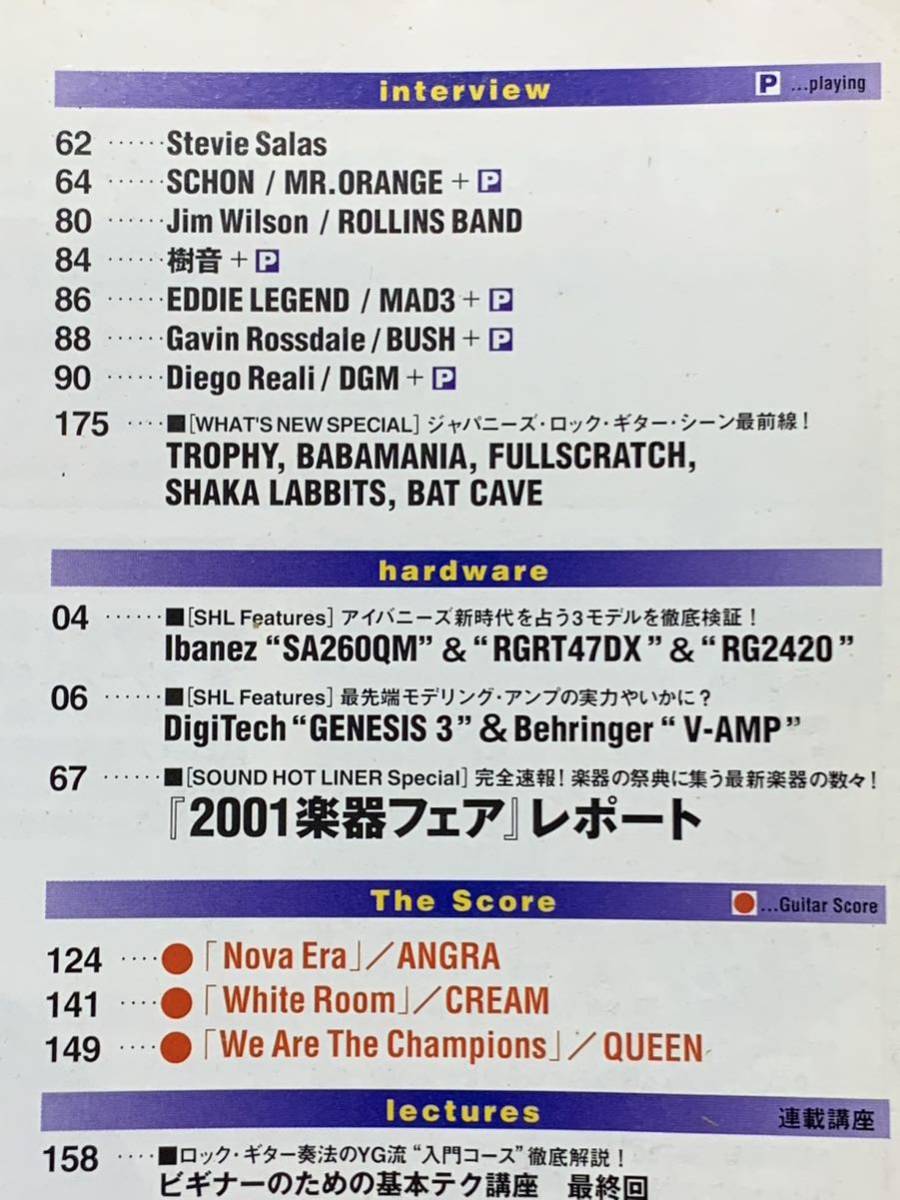 interview P …playing
62 ······ Stevie Salas
64 ······ SCHON / MR.ORANGE + P
80 ······ Jim Wilson / ROLLINS BAND
84 ······ 樹音 + P
86 ······ EDDIE LEGEND / MAD3 + P
88 ······ Gavin Rossdale / BUSH + P
90 ······ Diego Reali / DGM + P
175 ···· ■[WHAT'S NEW SPECIAL] ジャパニーズ・ロック・ギター・シーン最前線！
TROPHY, BABAMANIA, FULLSCRATCH,
SHAKA LABBITS, BAT CAVE
hardware
04 ······ ■[SHL Features] アイバニーズ新時代を占う3モデルを徹底検証！
Ibanez “SA260QM” & “RGRT47DX” & “RG2420”
06 ······ ■[SHL Features] 最先端モデリング・アンプの実力やいかに？
DigiTech “GENESIS 3” & Behringer “V-AMP”
67 ······ ■[SOUND HOT LINER Special] 完全速報！楽器の祭典に集う最新楽器の数々！
『2001楽器フェア』レポート
The Score ●…Guitar Score
124 ···· ●「Nova Era」／ANGRA
141 ···· ●「White Room」／CREAM
149 ···· ●「We Are The Champions」／QUEEN
lectures 連載講座
158 ···· ■ロック・ギター奏法のYG流“入門コース”徹底解説！
ビギナーのための基本テク講座 最終回